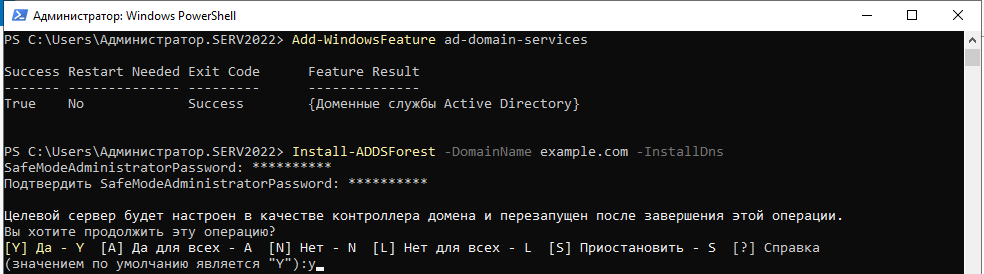 Администратор: Windows PowerShell
PS C:\Users\Администратор.SERV2022> Add-WindowsFeature ad-domain-services
Success Restart Needed Exit Code      Feature Result
------- -------------- ---------      --------------
True    No             Success        {Доменные службы Active Directory}
PS C:\Users\Администратор.SERV2022> Install-ADDSForest -DomainName example.com -InstallDns
SafeModeAdministratorPassword: **********
Подтвердить SafeModeAdministratorPassword: **********
Целевой сервер будет настроен в качестве контроллера домена и перезапущен после завершения этой операции.
Вы хотите продолжить эту операцию?
[Y] Да - Y  [A] Да для всех - A  [N] Нет - N  [L] Нет для всех - L  [S] Приостановить - S  [?] Справка
(значением по умолчанию является "Y"):y